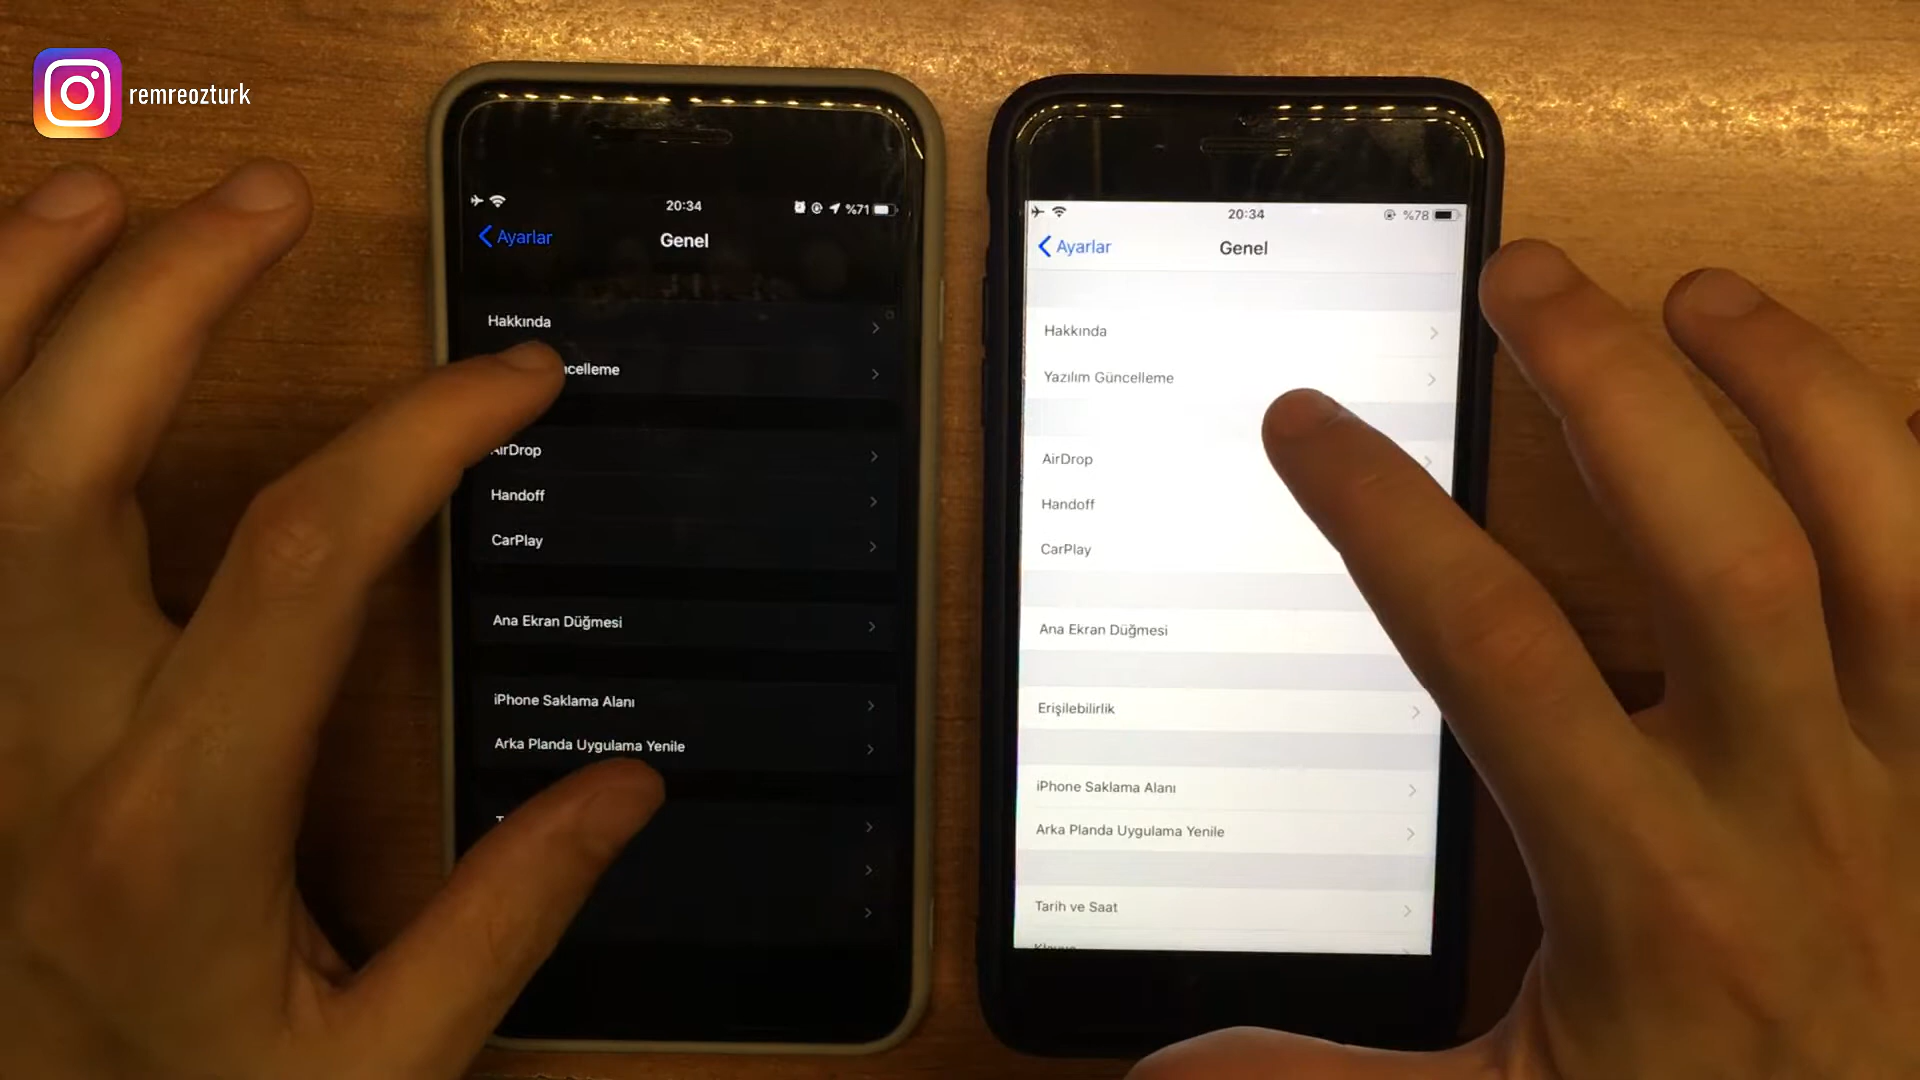 remreozturk
20:34
%71
Ayarlar
Genel
Hakkında
AirDrop
Handoff
CarPlay
Ana Ekran Düğmesi
iPhone Saklama Alanı
Arka Planda Uygulama Yenile
20:34
%78
Ayarlar
Genel
Hakkında
Yazılım Güncelleme
AirDrop
Handoff
CarPlay
Ana Ekran Düğmesi
Erişilebilirlik
iPhone Saklama Alanı
Arka Planda Uygulama Yenile
Tarih ve Saat